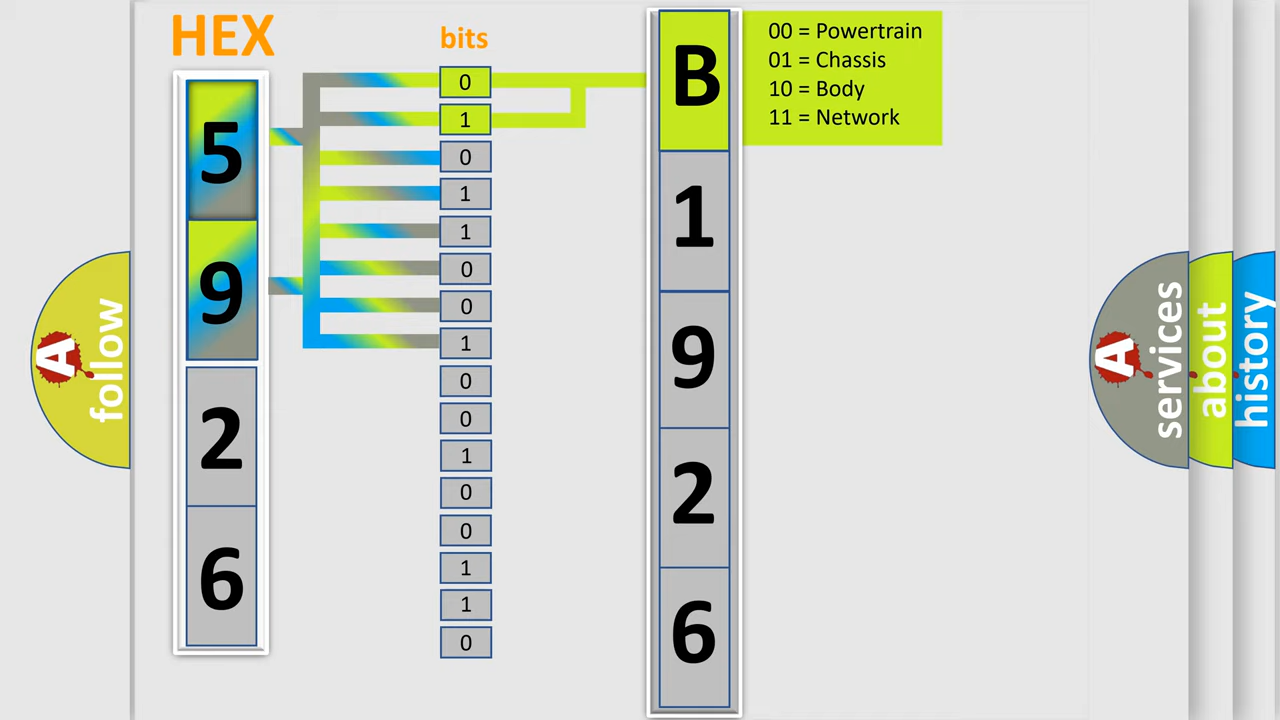 HEX
bits
5
9
2
6
0
1
0
1
1
0
0
1
0
0
1
0
0
1
1
0
B
1
9
2
6
00 = Powertrain
01 = Chassis
10 = Body
11 = Network
A
follow
A
services
about
history